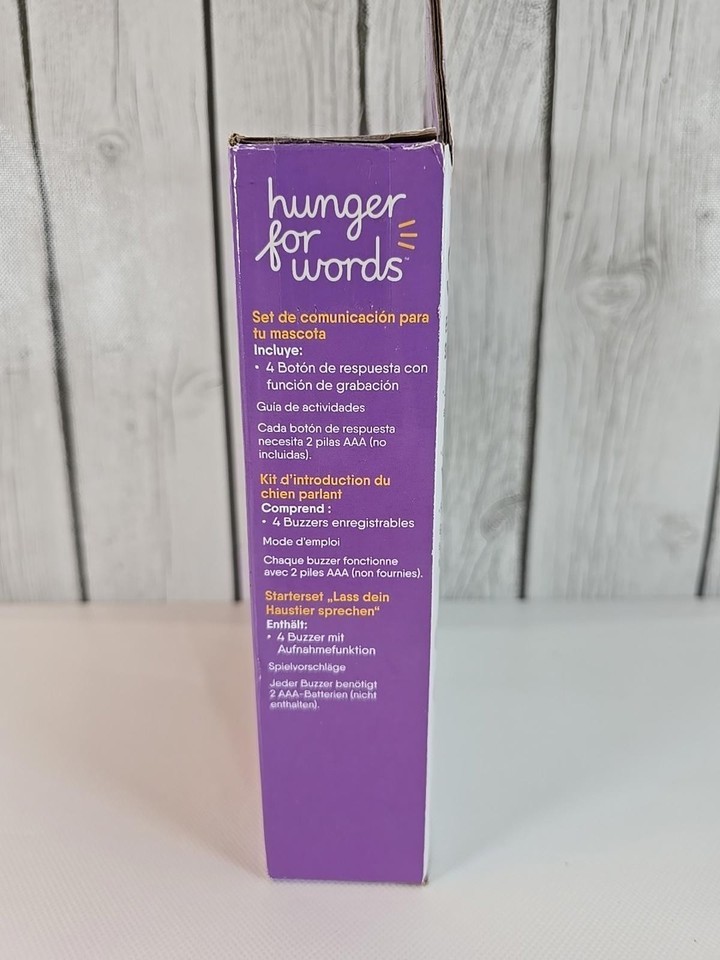 hunger
for
words™
Set de comunicación para
tu mascota
Incluye:
• 4 Botón de respuesta con
función de grabación
Guia de actividades
Cada botón de respuesta
necesita 2 pilas AAA (no
incluidas).
Kit d'introduction du
chien parlant
Comprend :
• 4 Buzzers enregistrables
Mode d'emploi
Chaque buzzer fonctionne
avec 2 piles AAA (non fournies).
Starterset „Lass dein
Haustier sprechen“
Enthält:
• 4 Buzzer mit
Aufnahmefunktion
Spielvorschläge
Jeder Buzzer benötigt
2 AAA-Batterien (nicht
enthalten).